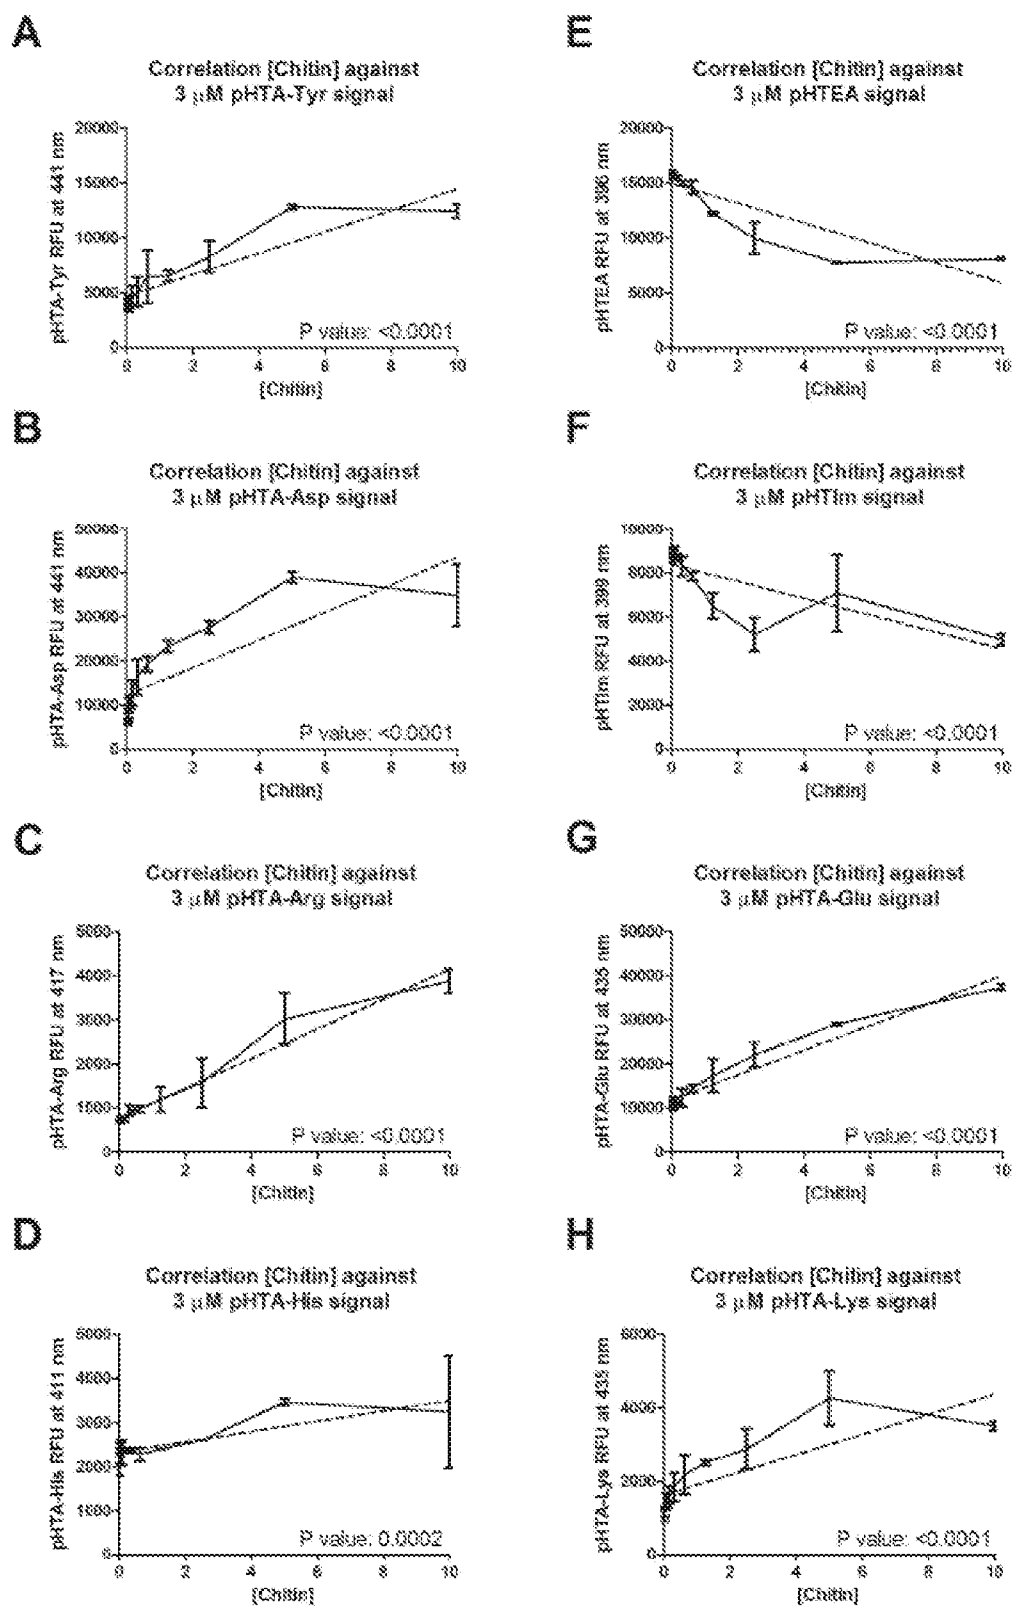 A
Correlation [Chitin] against
3 μM pHTA-Tyr signal
pHTA-Tyr RFU at 441 nm
20000
15000
10000
5000
0
0 2 4 6 8 10
[Chitin]
P value: <0.0001
B
Correlation [Chitin] against
3 μM pHTA-Asp signal
pHTA-Asp RFU at 441 nm
50000
40000
30000
20000
10000
0
0 2 4 6 8 10
[Chitin]
P value: <0.0001
C
Correlation [Chitin] against
3 μM pHTA-Arg signal
pHTA-Arg RFU at 417 nm
5000
4000
3000
2000
1000
0
0 2 4 6 8 10
[Chitin]
P value: <0.0001
D
Correlation [Chitin] against
3 μM pHTA-His signal
pHTA-His RFU at 411 nm
5000
4000
3000
2000
1000
0
0 2 4 6 8 10
[Chitin]
P value: 0.0002
E
Correlation [Chitin] against
3 μM pHTEA signal
pHTEA RFU at 396 nm
20000
15000
10000
5000
0
0 2 4 6 8 10
[Chitin]
P value: <0.0001
F
Correlation [Chitin] against
3 μM pHTIm signal
pHTIm RFU at 399 nm
10000
8000
6000
4000
2000
0
0 2 4 6 8 10
[Chitin]
P value: <0.0001
G
Correlation [Chitin] against
3 μM pHTA-Glu signal
pHTA-Glu RFU at 435 nm
50000
40000
30000
20000
10000
0
0 2 4 6 8 10
[Chitin]
P value: <0.0001
H
Correlation [Chitin] against
3 μM pHTA-Lys signal
pHTA-Lys RFU at 435 nm
6000
4000
2000
0
0 2 4 6 8 10
[Chitin]
P value: <0.0001